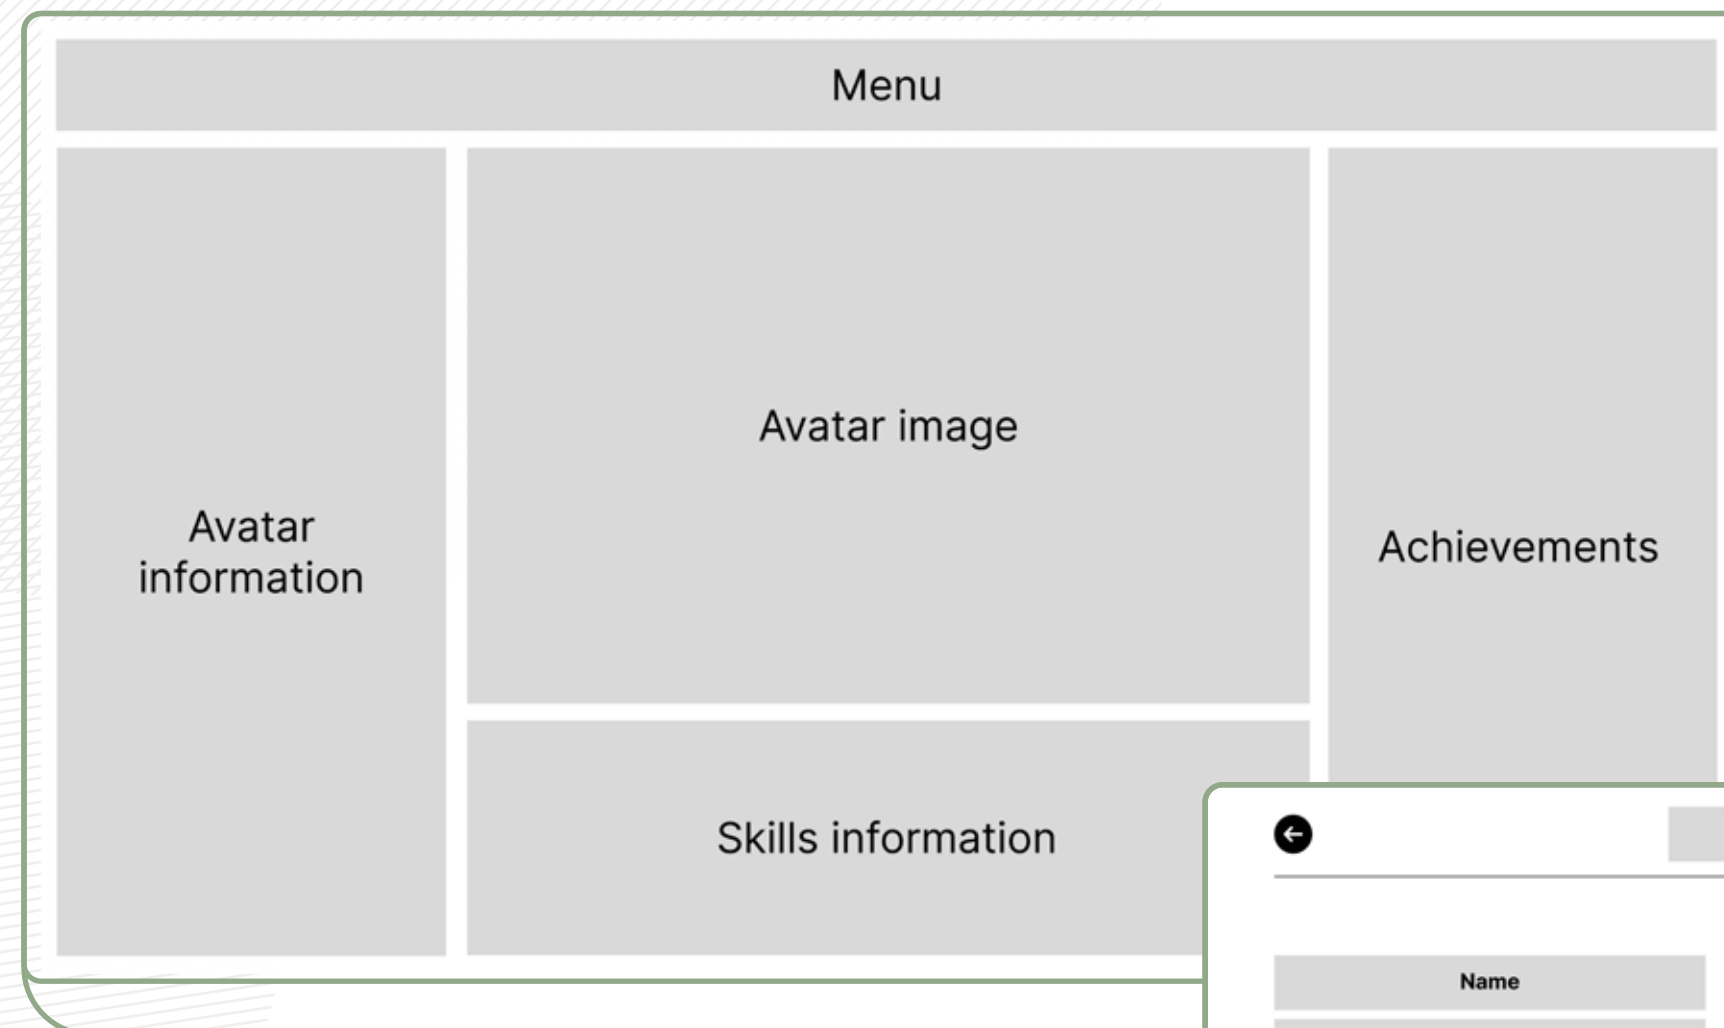 Menu
Avatar image
Avatar
information
Achievements
Skills information
Name